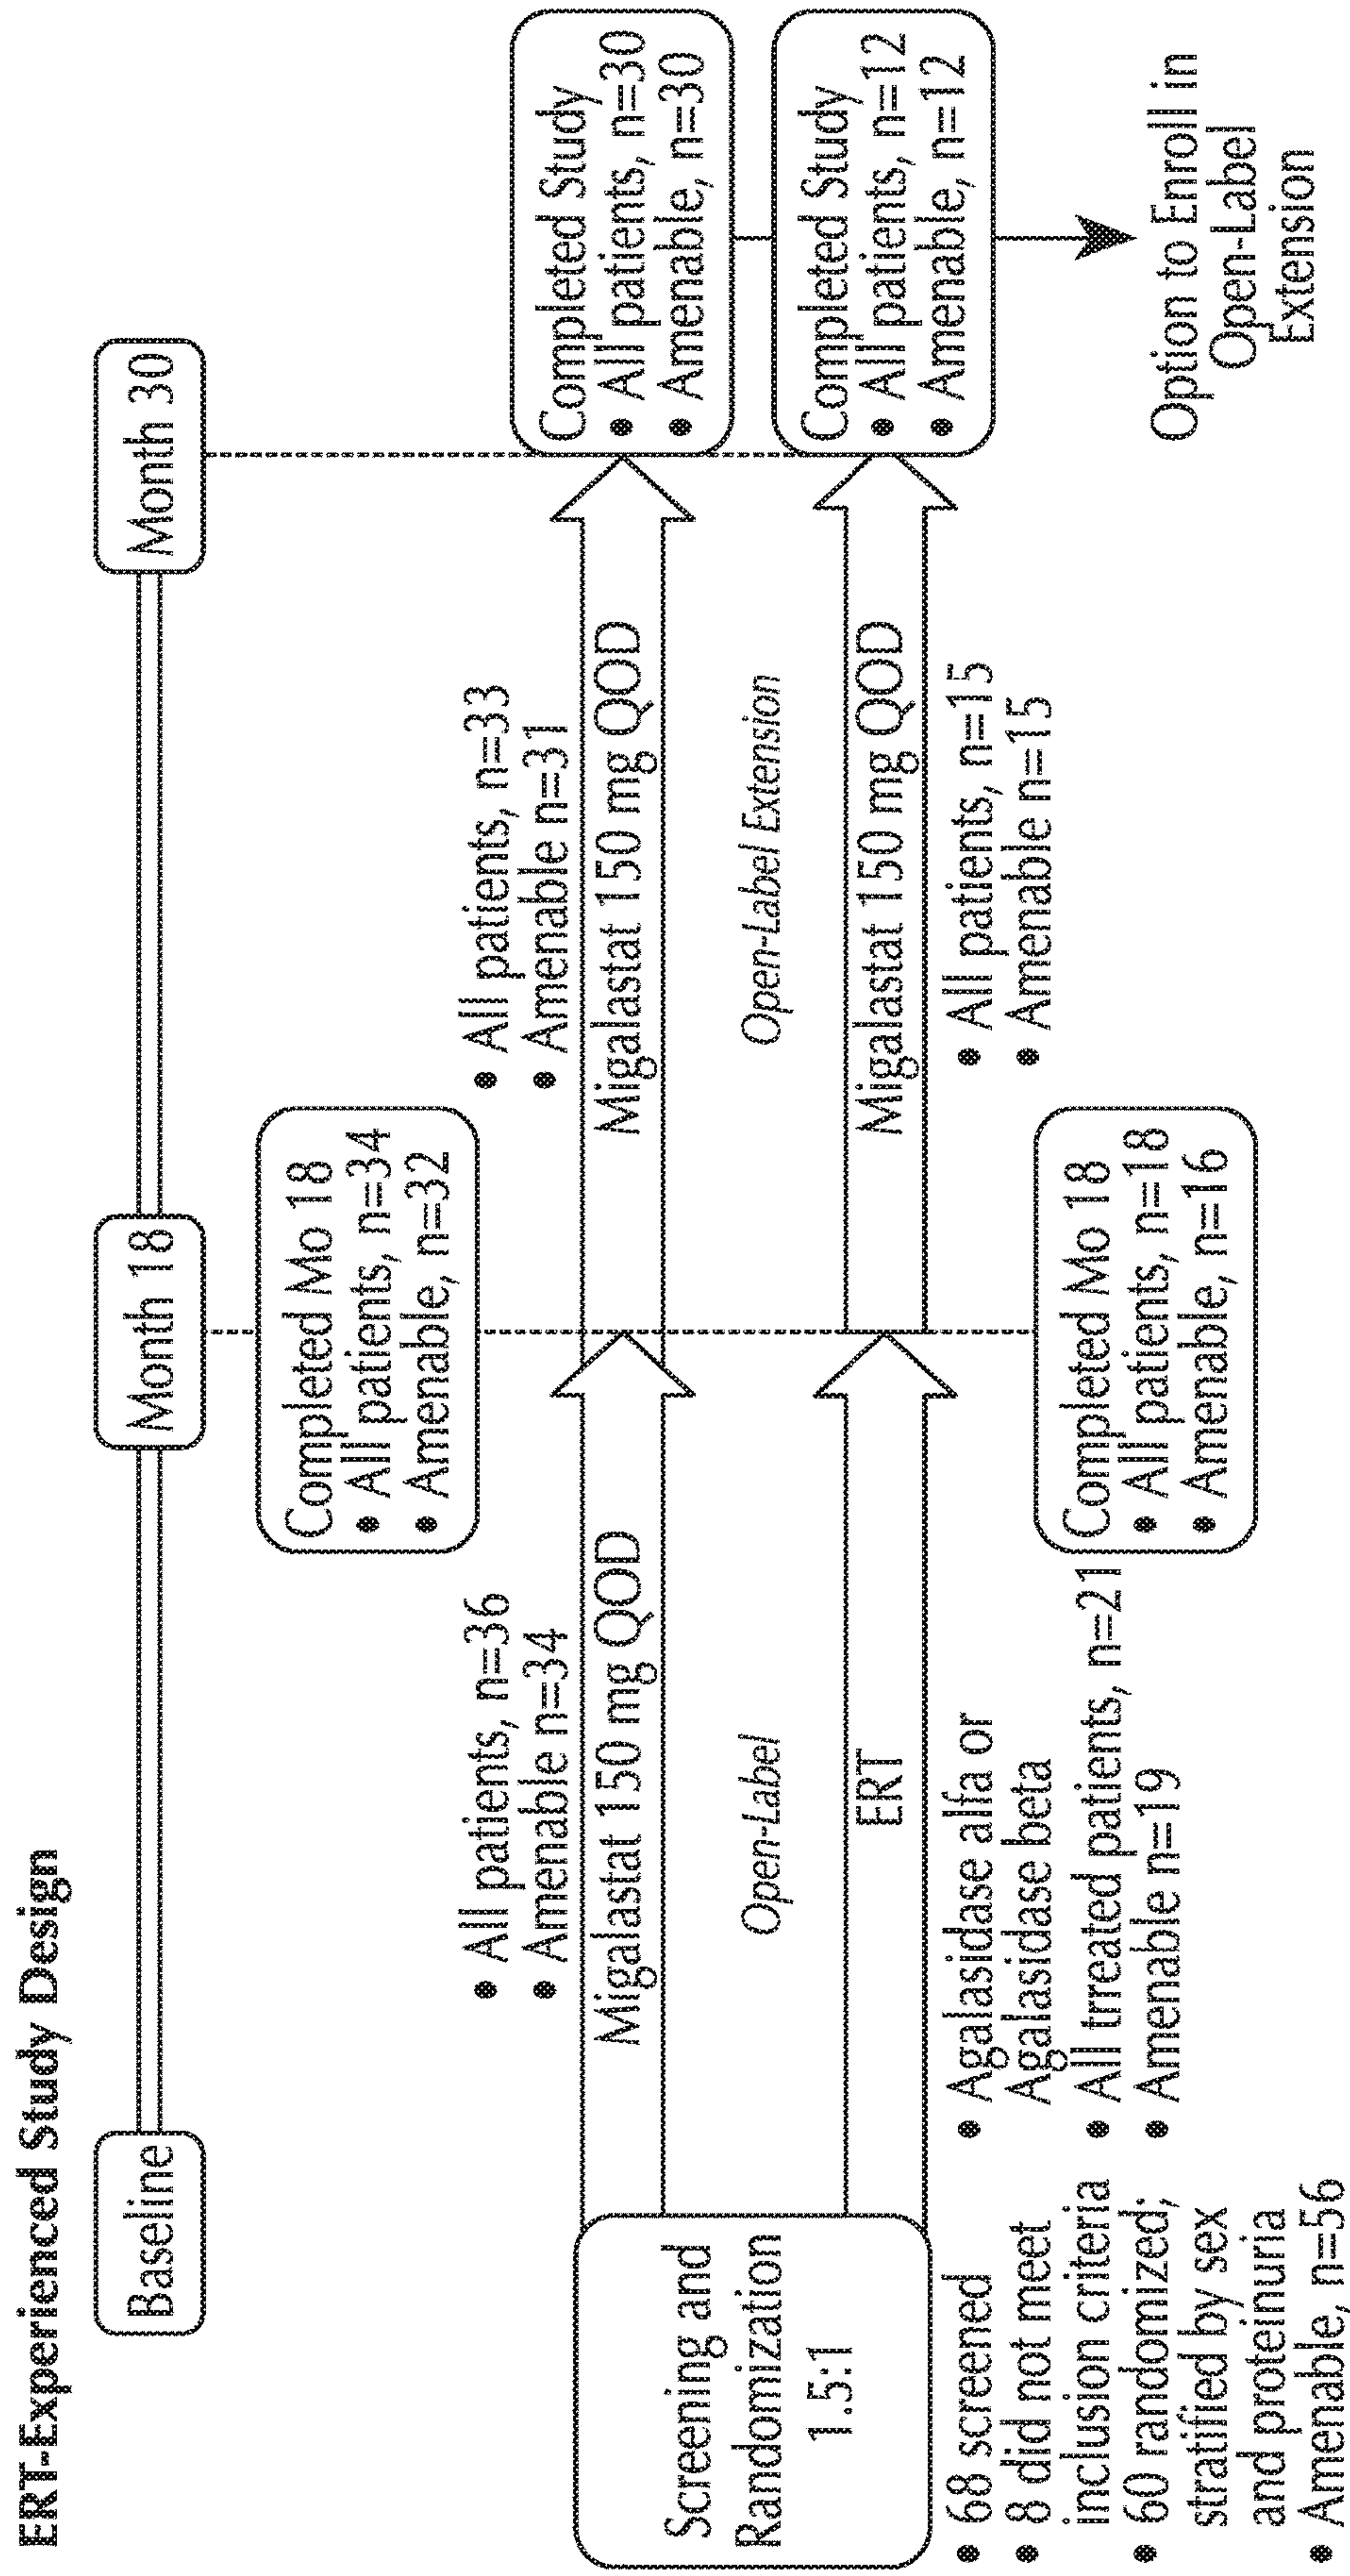 ERT-Experienced Study Design
Baseline
Month 18
Month 30
Completed Mo 18
• All patients, n=34
• Amenable, n=32
• All patients, n=36
• Amenable n=34
Migalastat 150 mg QOD
• All patients, n=33
• Amenable n=31
Migalastat 150 mg QOD
Completed Study
• All patients, n=30
• Amenable, n=30
Screening and
Randomization
1.5:1
Open-Label
Open-Label Extension
ERT
Migalastat 150 mg QOD
Completed Study
• All patients, n=12
• Amenable, n=12
• 68 screened
• 8 did not meet
inclusion criteria
• 60 randomized;
stratified by sex
and proteinuria
• Amenable, n=56
• Agalasidase alfa or
Agalasidase beta
• All trreated patients, n=21
• Amenable n=19
Completed Mo 18
• All patients, n=18
• Amenable, n=16
• All patients, n=15
• Amenable n=15
Option to Enroll in
Open-Label
Extension